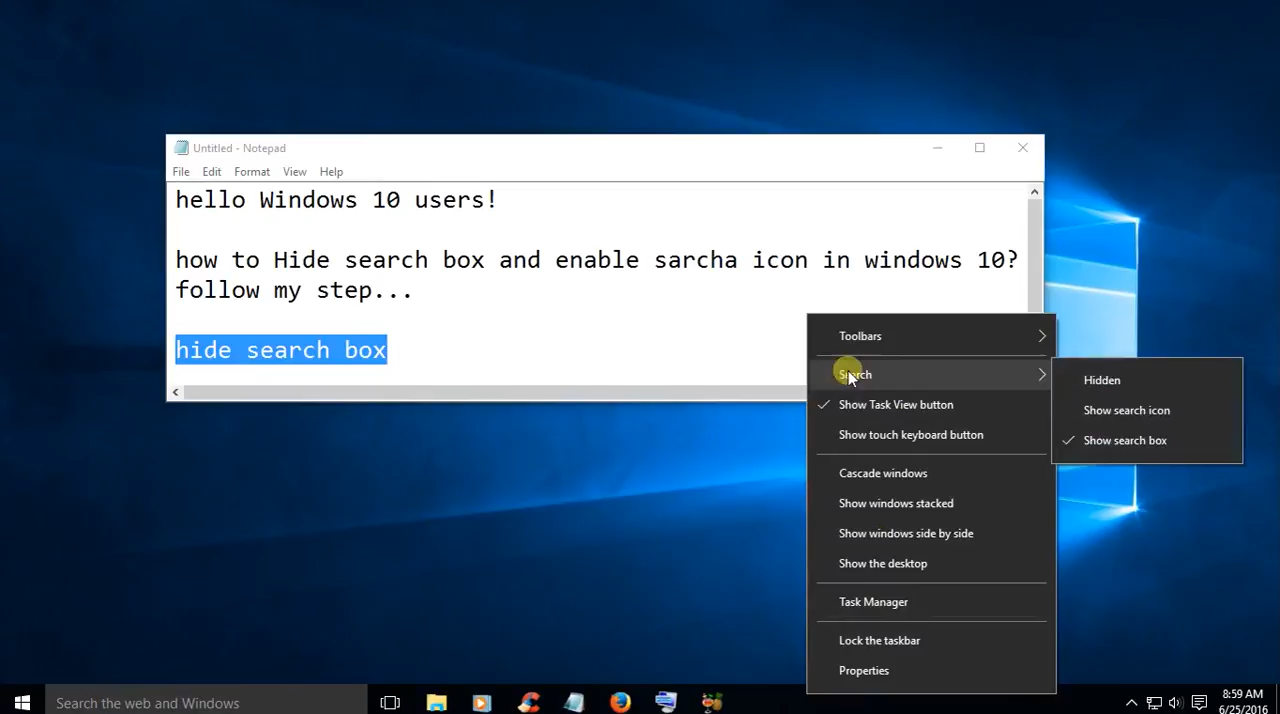 Untitled - Notepad
File Edit Format View Help
hello Windows 10 users!
how to Hide search box and enable sarcha icon in windows 10?
follow my step...
hide search box
Toolbars
Search
Show Task View button
Show touch keyboard button
Cascade windows
Show windows stacked
Show windows side by side
Show the desktop
Task Manager
Lock the taskbar
Properties
Hidden
Show search icon
Show search box
Search the web and Windows
8:59 AM
6/25/2016